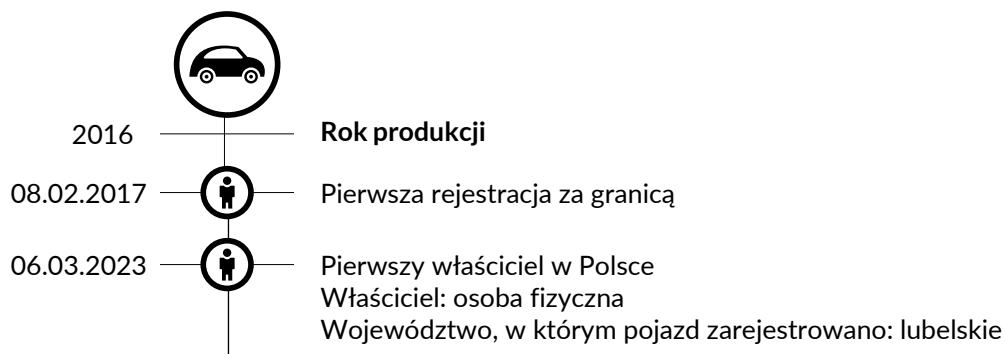 2016 Rok produkcji
08.02.2017 Pierwsza rejestracja za granicą
06.03.2023 Pierwszy właściciel w Polsce
Właściciel: osoba fizyczna
Województwo, w którym pojazd zarejestrowano: lubelskie